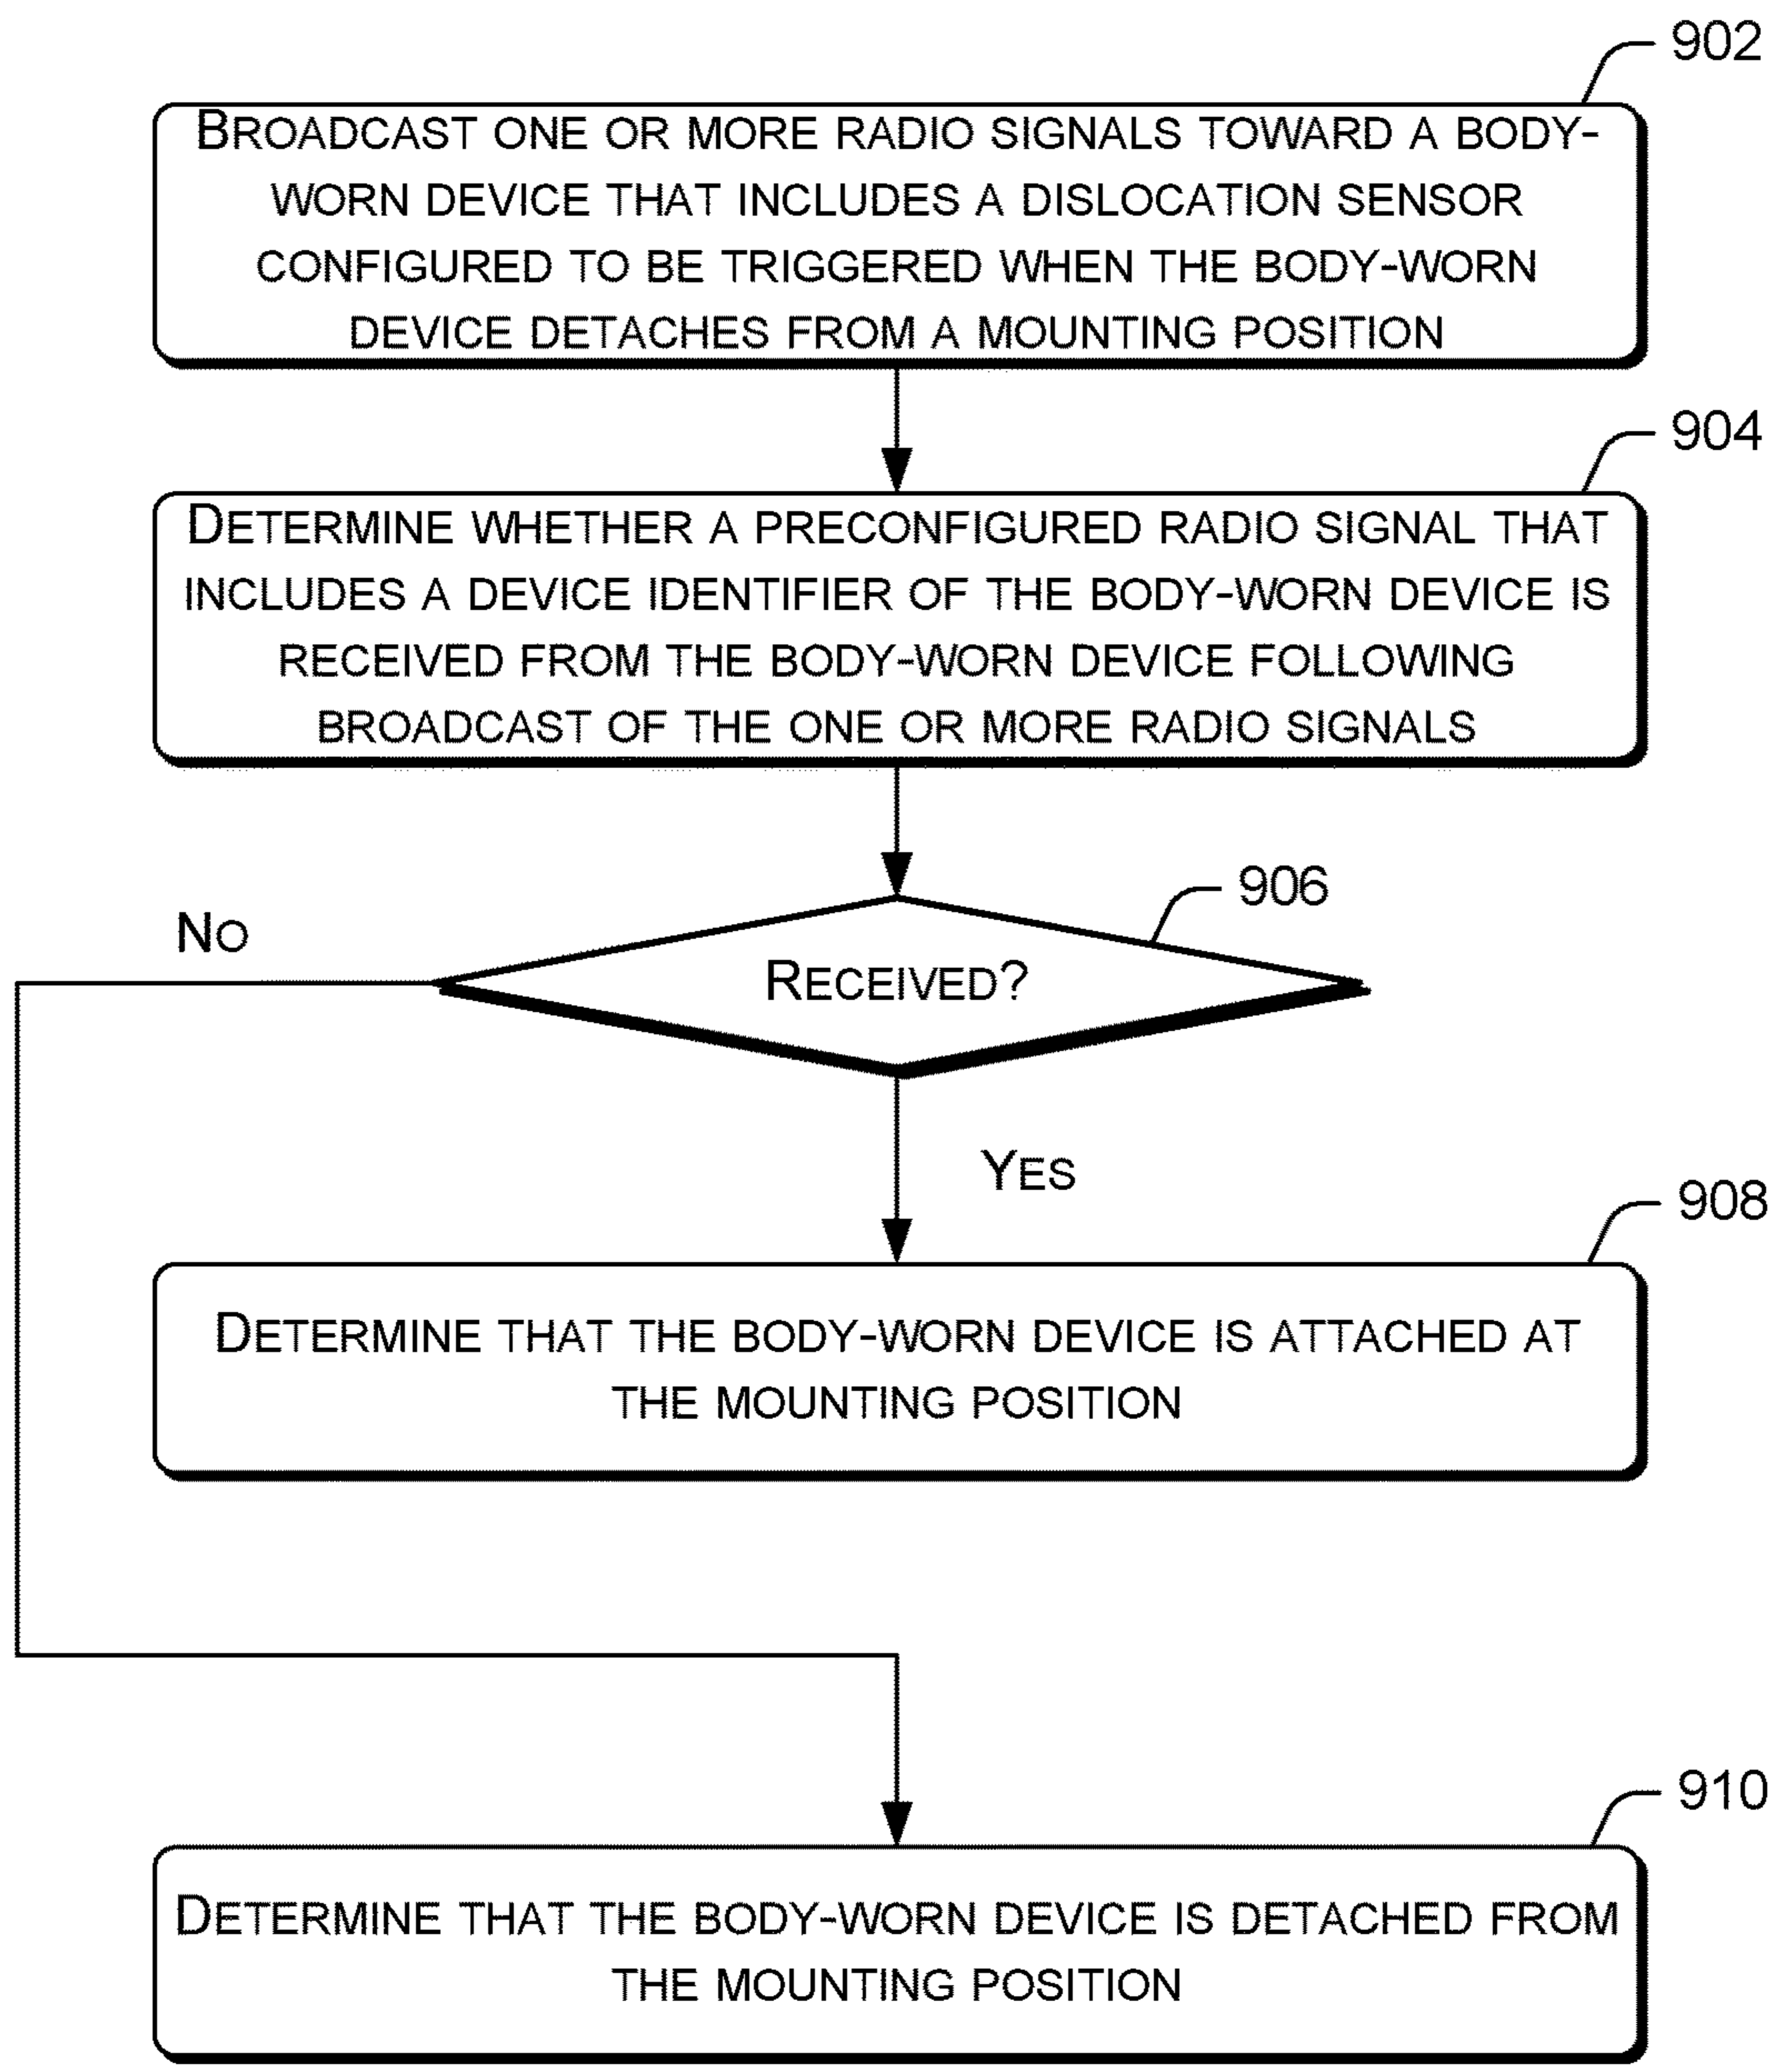 902
BROADCAST ONE OR MORE RADIO SIGNALS TOWARD A BODY-
WORN DEVICE THAT INCLUDES A DISLOCATION SENSOR
CONFIGURED TO BE TRIGGERED WHEN THE BODY-WORN
DEVICE DETACHES FROM A MOUNTING POSITION
904
DETERMINE WHETHER A PRECONFIGURED RADIO SIGNAL THAT
INCLUDES A DEVICE IDENTIFIER OF THE BODY-WORN DEVICE IS
RECEIVED FROM THE BODY-WORN DEVICE FOLLOWING
BROADCAST OF THE ONE OR MORE RADIO SIGNALS
906
NO
RECEIVED?
YES
908
DETERMINE THAT THE BODY-WORN DEVICE IS ATTACHED AT
THE MOUNTING POSITION
910
DETERMINE THAT THE BODY-WORN DEVICE IS DETACHED FROM
THE MOUNTING POSITION